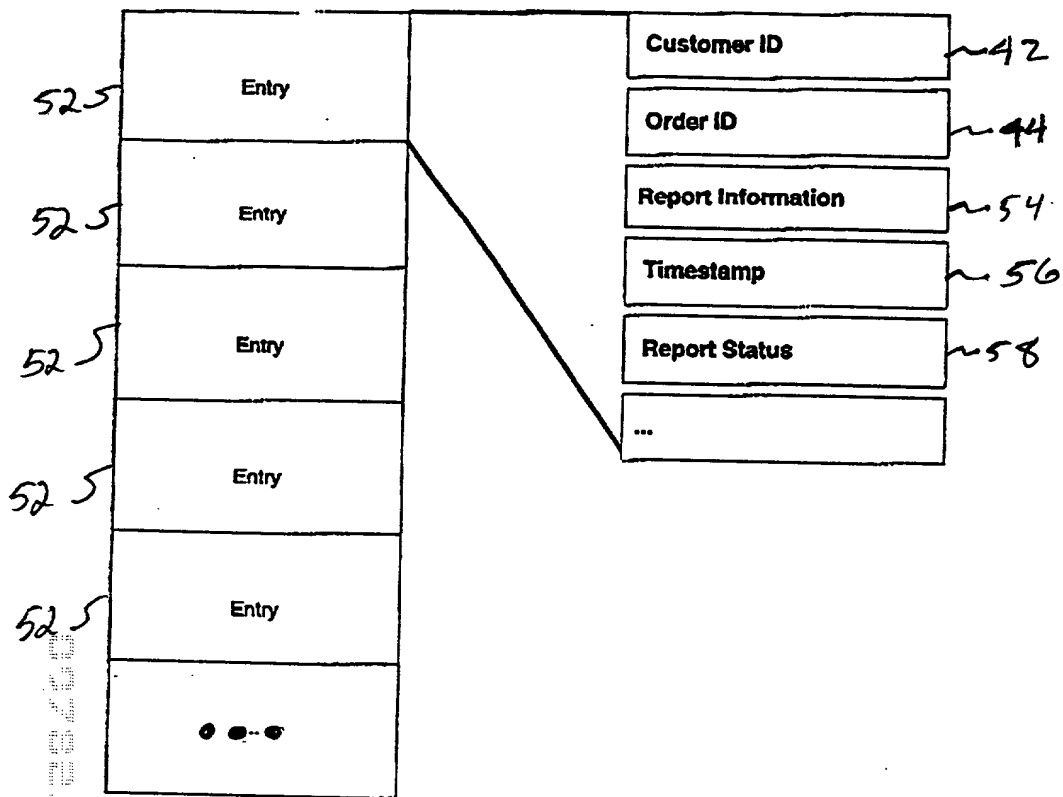 52 Entry
52 Entry
52 Entry
52 Entry
52 Entry
Customer ID 42
Order ID 44
Report Information 54
Timestamp 56
Report Status 58
...